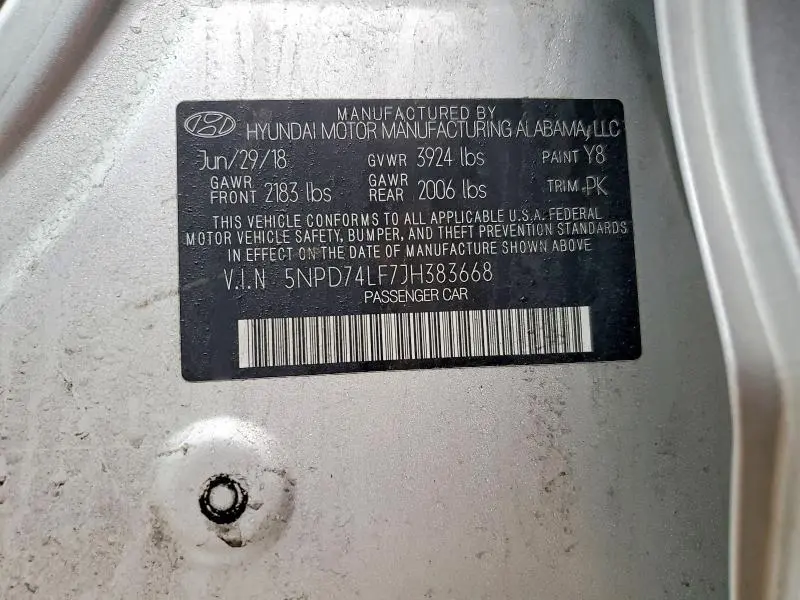 MANUFACTURED BY
HYUNDAI MOTOR MANUFACTURING ALABAMA, LLC
Jun/29/18 GVWR 3924 lbs PAINT Y8
GAWR FRONT 2183 lbs GAWR REAR 2006 lbs TRIM PK
THIS VEHICLE CONFORMS TO ALL APPLICABLE U.S.A. FEDERAL
MOTOR VEHICLE SAFETY, BUMPER, AND THEFT PREVENTION STANDARDS
IN EFFECT ON THE DATE OF MANUFACTURE SHOWN ABOVE
V.I.N 5NPD74LF7JH383668
PASSENGER CAR